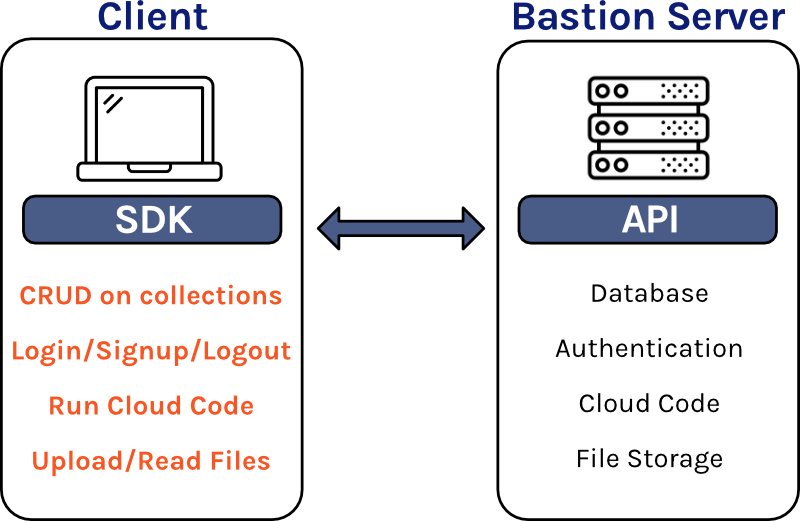 Client
SDK
CRUD on collections
Login/Signup/Logout
Run Cloud Code
Upload/Read Files
Bastion Server
API
Database
Authentication
Cloud Code
File Storage